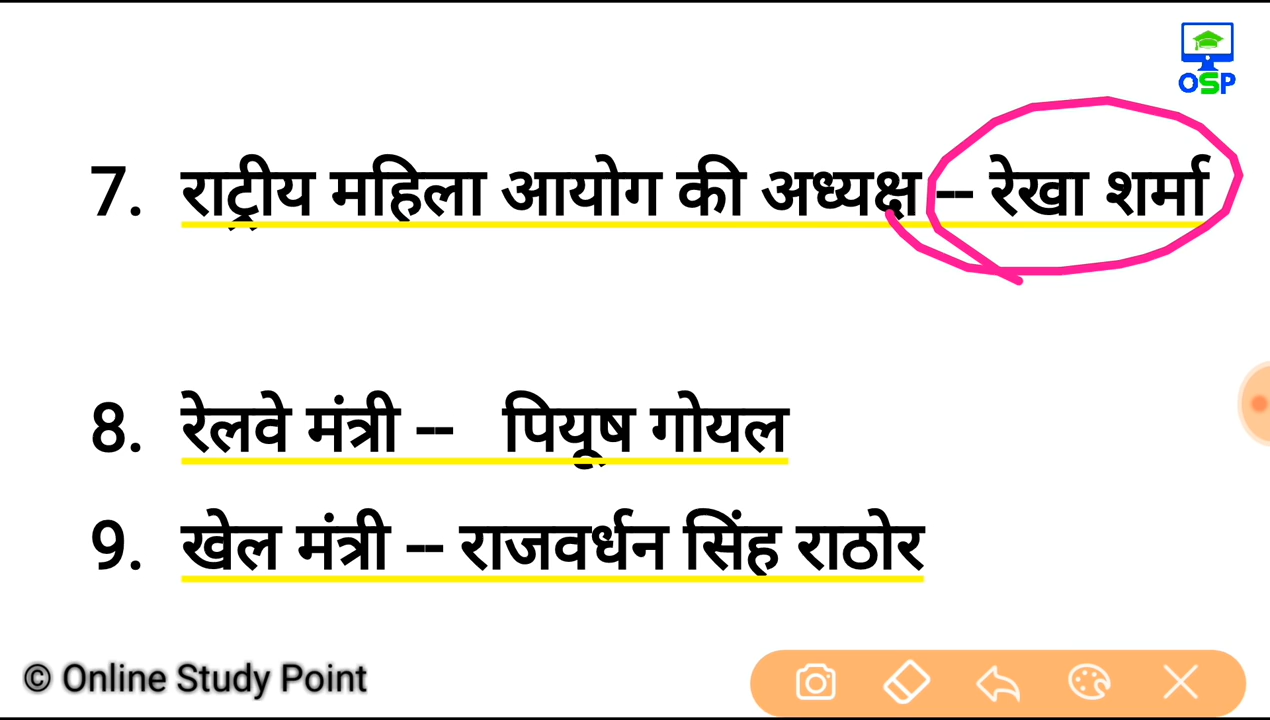 OSP
7. राट्रीय महिला आयोग की अध्यक्ष -- रेखा शर्मा
8. रेलवे मंत्री -- पियूष गोयल
9. खेल मंत्री -- राजवर्धन सिंह राठोर
© Online Study Point